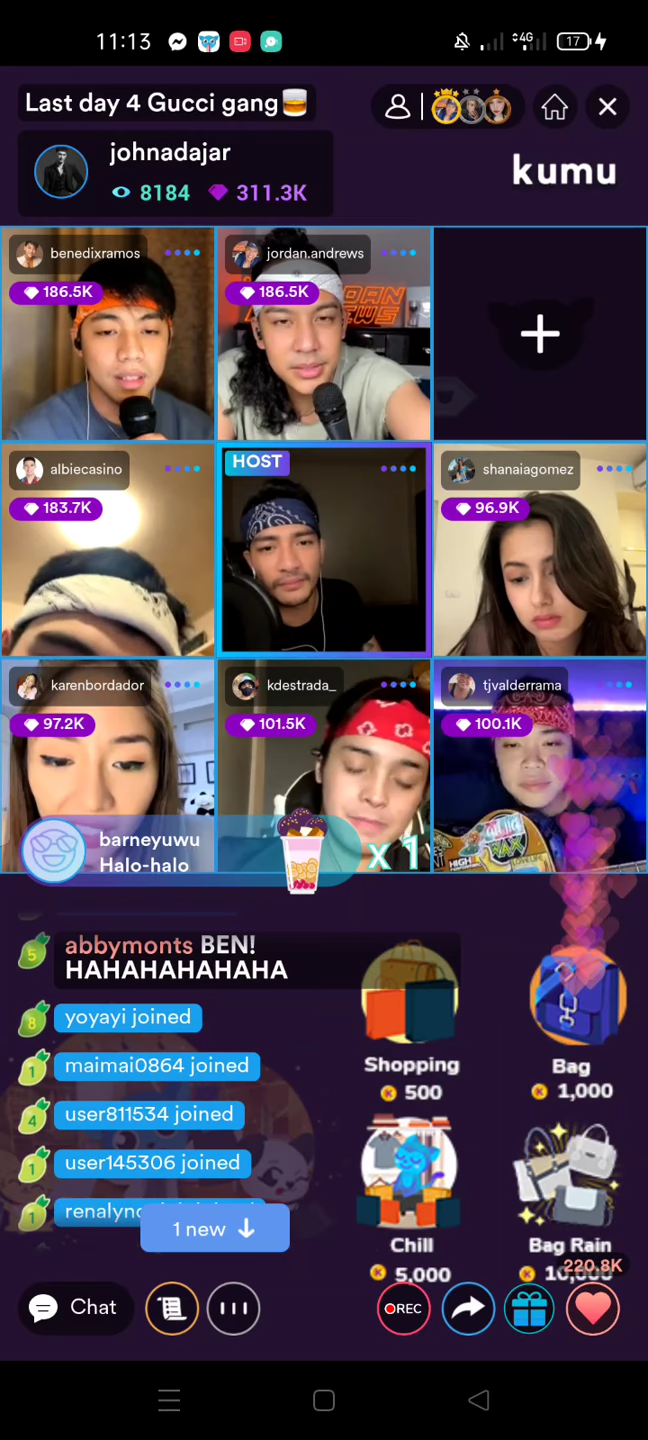 11:13
4G
17
Last day 4 Gucci gang
johnadajar
8184
311.3K
kumu
benedixramos
186.5K
jordan.andrews
186.5K
albiecasino
183.7K
HOST
shanaiagomez
96.9K
karenbordador
97.2K
kdestrada_
101.5K
tjvalderrama
100.1K
barneyuwu
Halo-halo
x 1
5
abbymonts BEN!
HAHAHAHAHAHA
8
yoyayi joined
1
maimai0864 joined
4
user811534 joined
1
user145306 joined
1
1 new
Shopping
500
Bag
1,000
Chill
5,000
Bag Rain
220.8K
Chat
REC